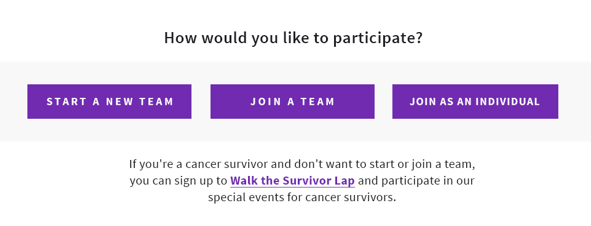 How would you like to participate?
START A NEW TEAM
JOIN A TEAM
JOIN AS AN INDIVIDUAL
If you're a cancer survivor and don't want to start or join a team,
you can sign up to Walk the Survivor Lap and participate in our
special events for cancer survivors.